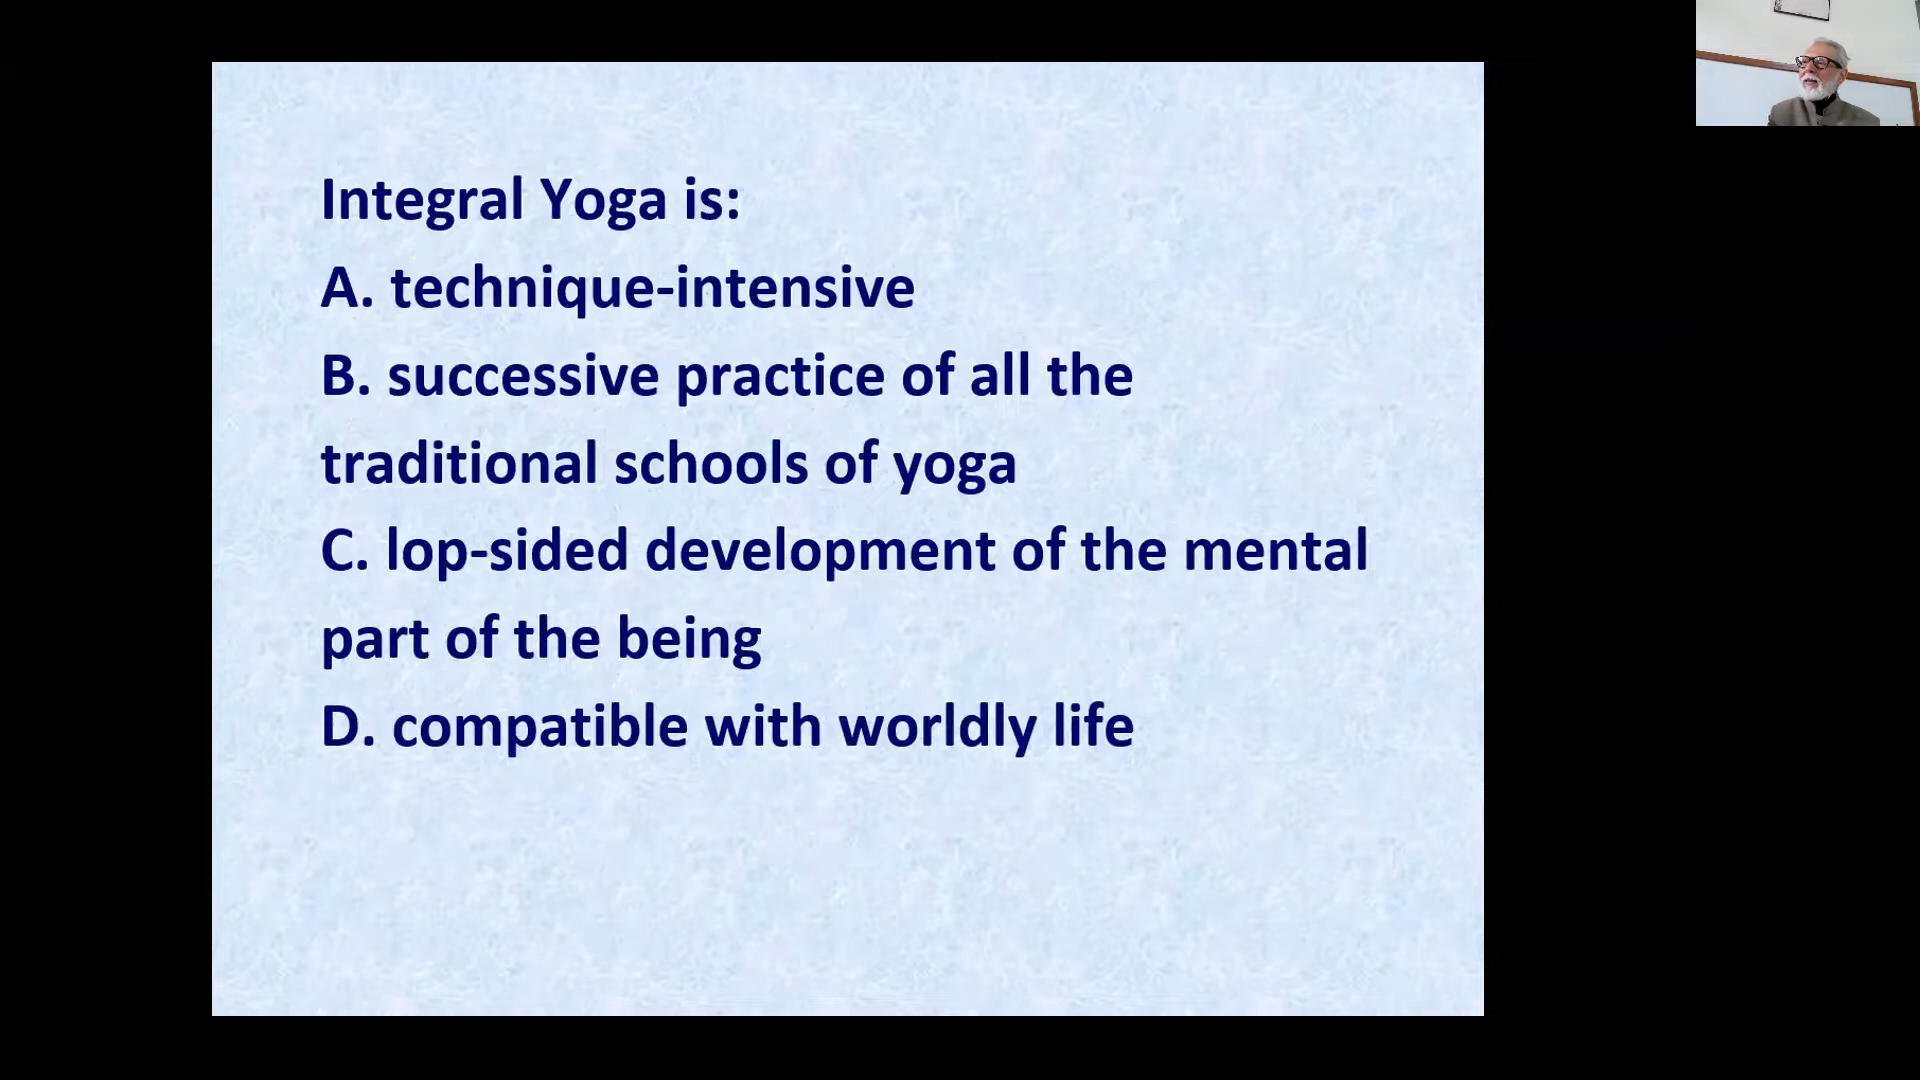 Integral Yoga is:
A. technique-intensive
B. successive practice of all the
traditional schools of yoga
C. lop-sided development of the mental
part of the being
D. compatible with worldly life